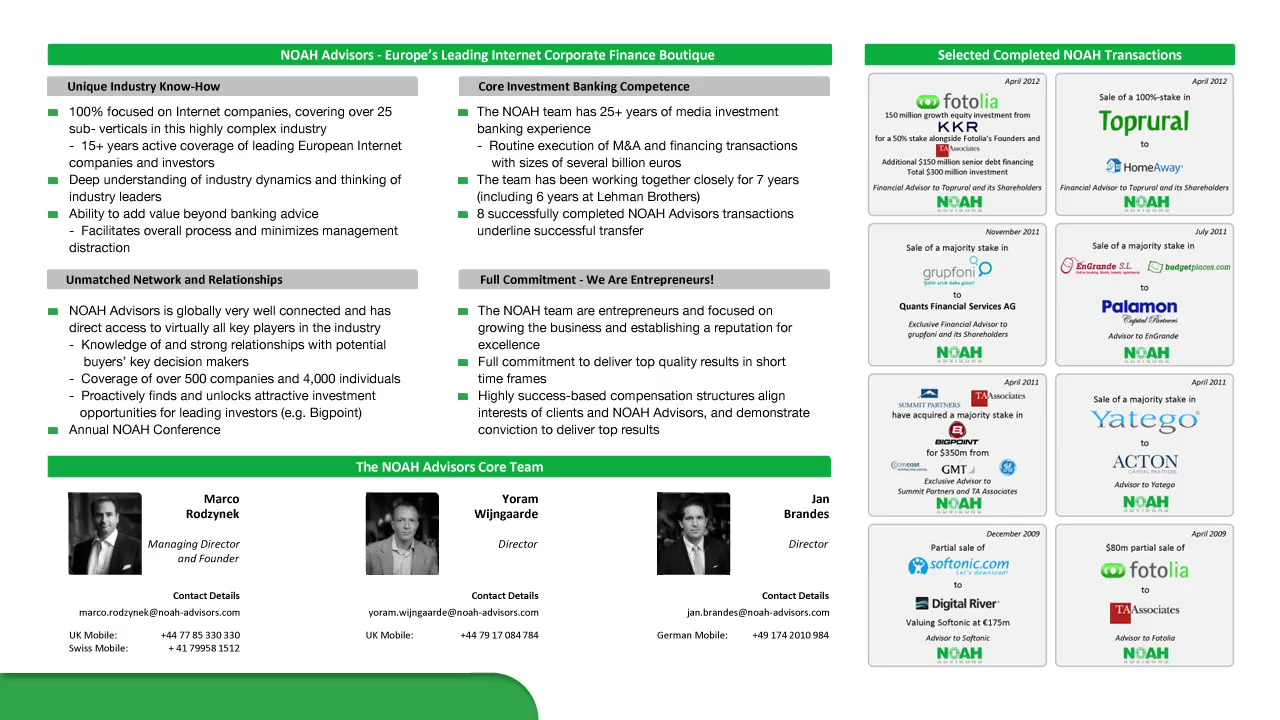 NOAH Advisors - Europe's Leading Internet Corporate Finance Boutique
Unique Industry Know-How
100% focused on Internet companies, covering over 25
sub- verticals in this highly complex industry
- 15+ years active coverage of leading European Internet
companies and investors
Deep understanding of industry dynamics and thinking of
industry leaders
Ability to add value beyond banking advice
- Facilitates overall process and minimizes management
distraction
Core Investment Banking Competence
The NOAH team has 25+ years of media investment
banking experience
- Routine execution of M&A and financing transactions
with sizes of several billion euros
The team has been working together closely for 7 years
(including 6 years at Lehman Brothers)
8 successfully completed NOAH Advisors transactions
underline successful transfer
Unmatched Network and Relationships
NOAH Advisors is globally very well connected and has
direct access to virtually all key players in the industry
- Knowledge of and strong relationships with potential
buyers' key decision makers
- Coverage of over 500 companies and 4,000 individuals
- Proactively finds and unlocks attractive investment
opportunities for leading investors (e.g. Bigpoint)
Annual NOAH Conference
Full Commitment - We Are Entrepreneurs!
The NOAH team are entrepreneurs and focused on
growing the business and establishing a reputation for
excellence
Full commitment to deliver top quality results in short
time frames
Highly success-based compensation structures align
interests of clients and NOAH Advisors, and demonstrate
conviction to deliver top results
The NOAH Advisors Core Team
Marco
Rodzynek
Managing Director
and Founder
Contact Details
marco.rodzynek@noah-advisors.com
UK Mobile: +44 77 85 330 330
Swiss Mobile: + 41 79958 1512
Yoram
Wijngaarde
Director
Contact Details
yoram.wijngaarde@noah-advisors.com
UK Mobile: +44 79 17 084 784
Jan
Brandes
Director
Contact Details
jan.brandes@noah-advisors.com
German Mobile: +49 174 2010 984
Selected Completed NOAH Transactions
April 2012
fotolia
150 million growth equity investment from
KKR
for a 50% stake alongside Fotolia's Founders and
TA Associates
Additional $150 million senior debt financing
Total $300 million investment
Financial Advisor to Toprural and its Shareholders
NOAH
ADVISORS
April 2012
Sale of a 100%-stake in
Toprural
to
HomeAway
Financial Advisor to Toprural and its Shareholders
NOAH
ADVISORS
November 2011
Sale of a majority stake in
grupfoni
Şehir senin daha güzel!
to
Quants Financial Services AG
Exclusive Financial Advisor to
grupfoni and its Shareholders
NOAH
ADVISORS
July 2011
Sale of a majority stake in
EnGrande S.L. budgetplaces.com
to
Palamon
Capital Partners
Advisor to EnGrande
NOAH
ADVISORS
April 2011
SUMMIT PARTNERS TA Associates
have acquired a majority stake in
BIGPOINT
for $350m from
comcast GMT
Exclusive Advisor to
Summit Partners and TA Associates
NOAH
ADVISORS
April 2011
Sale of a majority stake in
Yatego
to
ACTON
CAPITAL PARTNERS
Advisor to Yatego
NOAH
ADVISORS
December 2009
Partial sale of
softonic.com
Let's download!
to
Digital River
Valuing Softonic at €175m
Advisor to Softonic
NOAH
ADVISORS
April 2009
$80m partial sale of
fotolia
to
TA Associates
Advisor to Fotolia
NOAH
ADVISORS